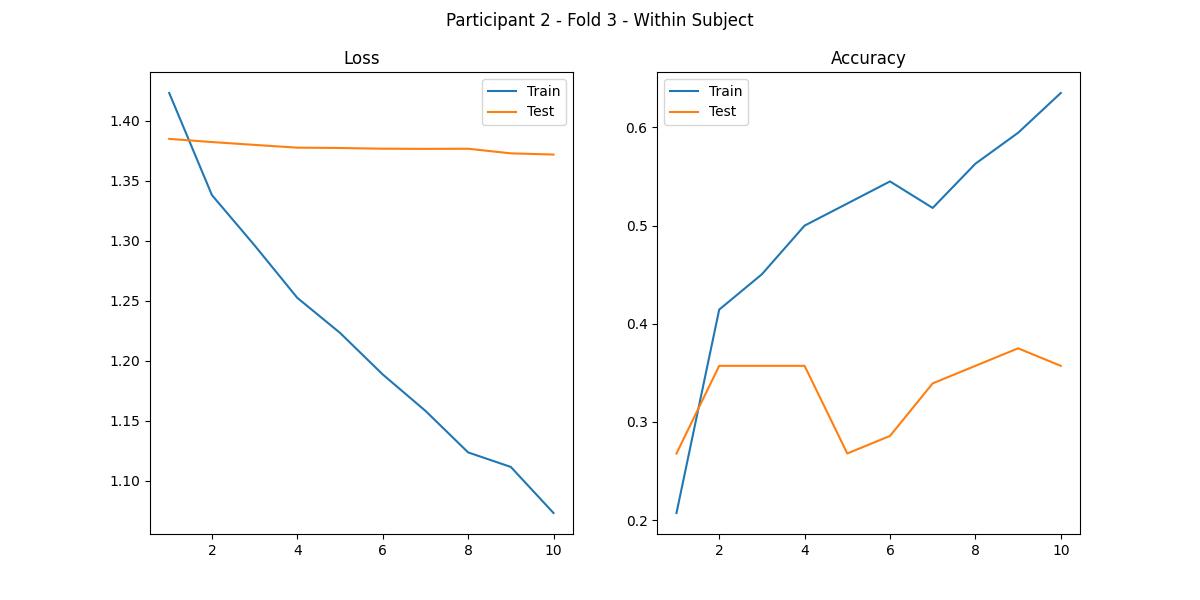 Participant 2 - Fold 3 - Within Subject
Loss
Train
Test
1.40
1.35
1.30
1.25
1.20
1.15
1.10
2 4 6 8 10
Accuracy
Train
Test
0.6
0.5
0.4
0.3
0.2
2 4 6 8 10